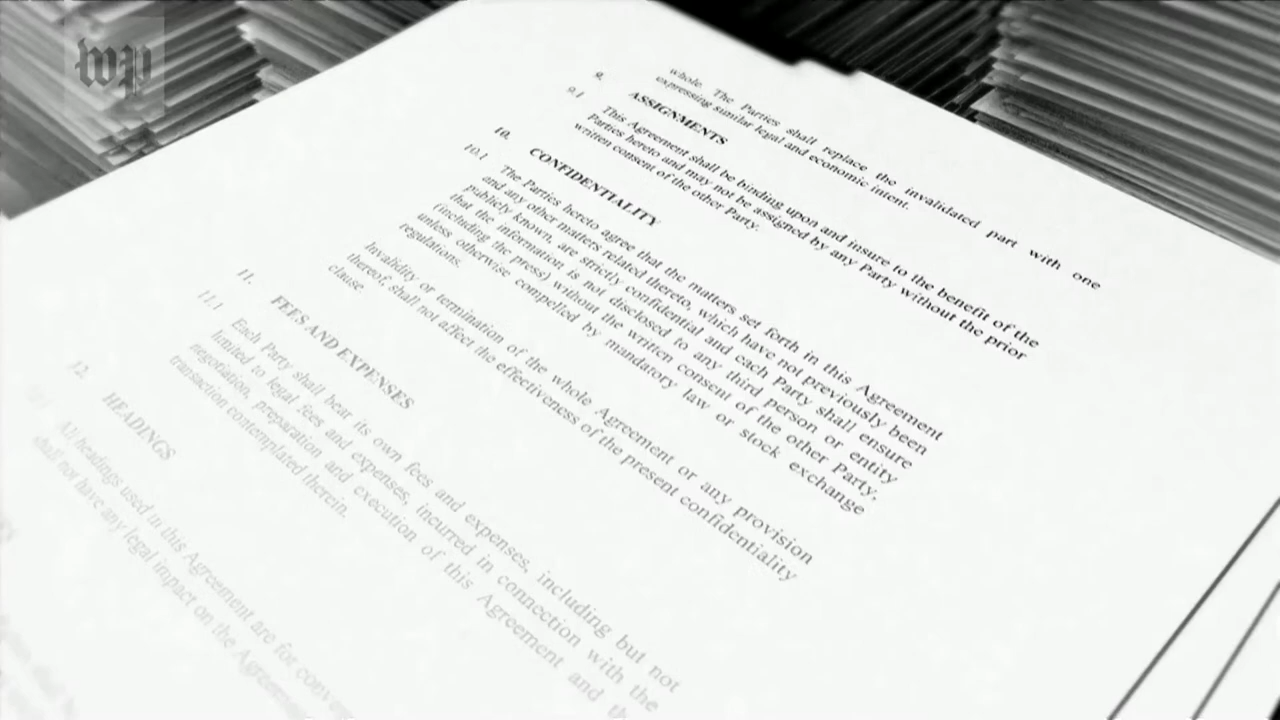 wp
whole. The Parties shall replace the invalidated part with one
expressing similar legal and economic intent.
9. ASSIGNMENTS
9.1 This Agreement shall be binding upon and insure to the benefit of the
Parties hereto and may not be assigned by any Party without the prior
written consent of the other Party.
10. CONFIDENTIALITY
10.1 The Parties hereto agree that the matters set forth in this Agreement
and any other matters related thereto, which have not previously been
publicly known, are strictly confidential and each Party shall ensure
that the information is not disclosed to any third person or entity
(including the press) without the written consent of the other Party,
unless otherwise compelled by mandatory law or stock exchange
regulations.
Invalidity or termination of the whole Agreement or any provision
thereof, shall not affect the effectiveness of the present confidentiality
clause.
11. FEES AND EXPENSES
11.1 Each Party shall bear its own fees and expenses, including but not
limited to legal fees and expenses, incurred in connection with the
negotiation, preparation and execution of this Agreement and th
transaction contemplated therein.
12. HEADINGS
All headings used in this Agreement are for conve
shall not have any legal impact on the Agreem